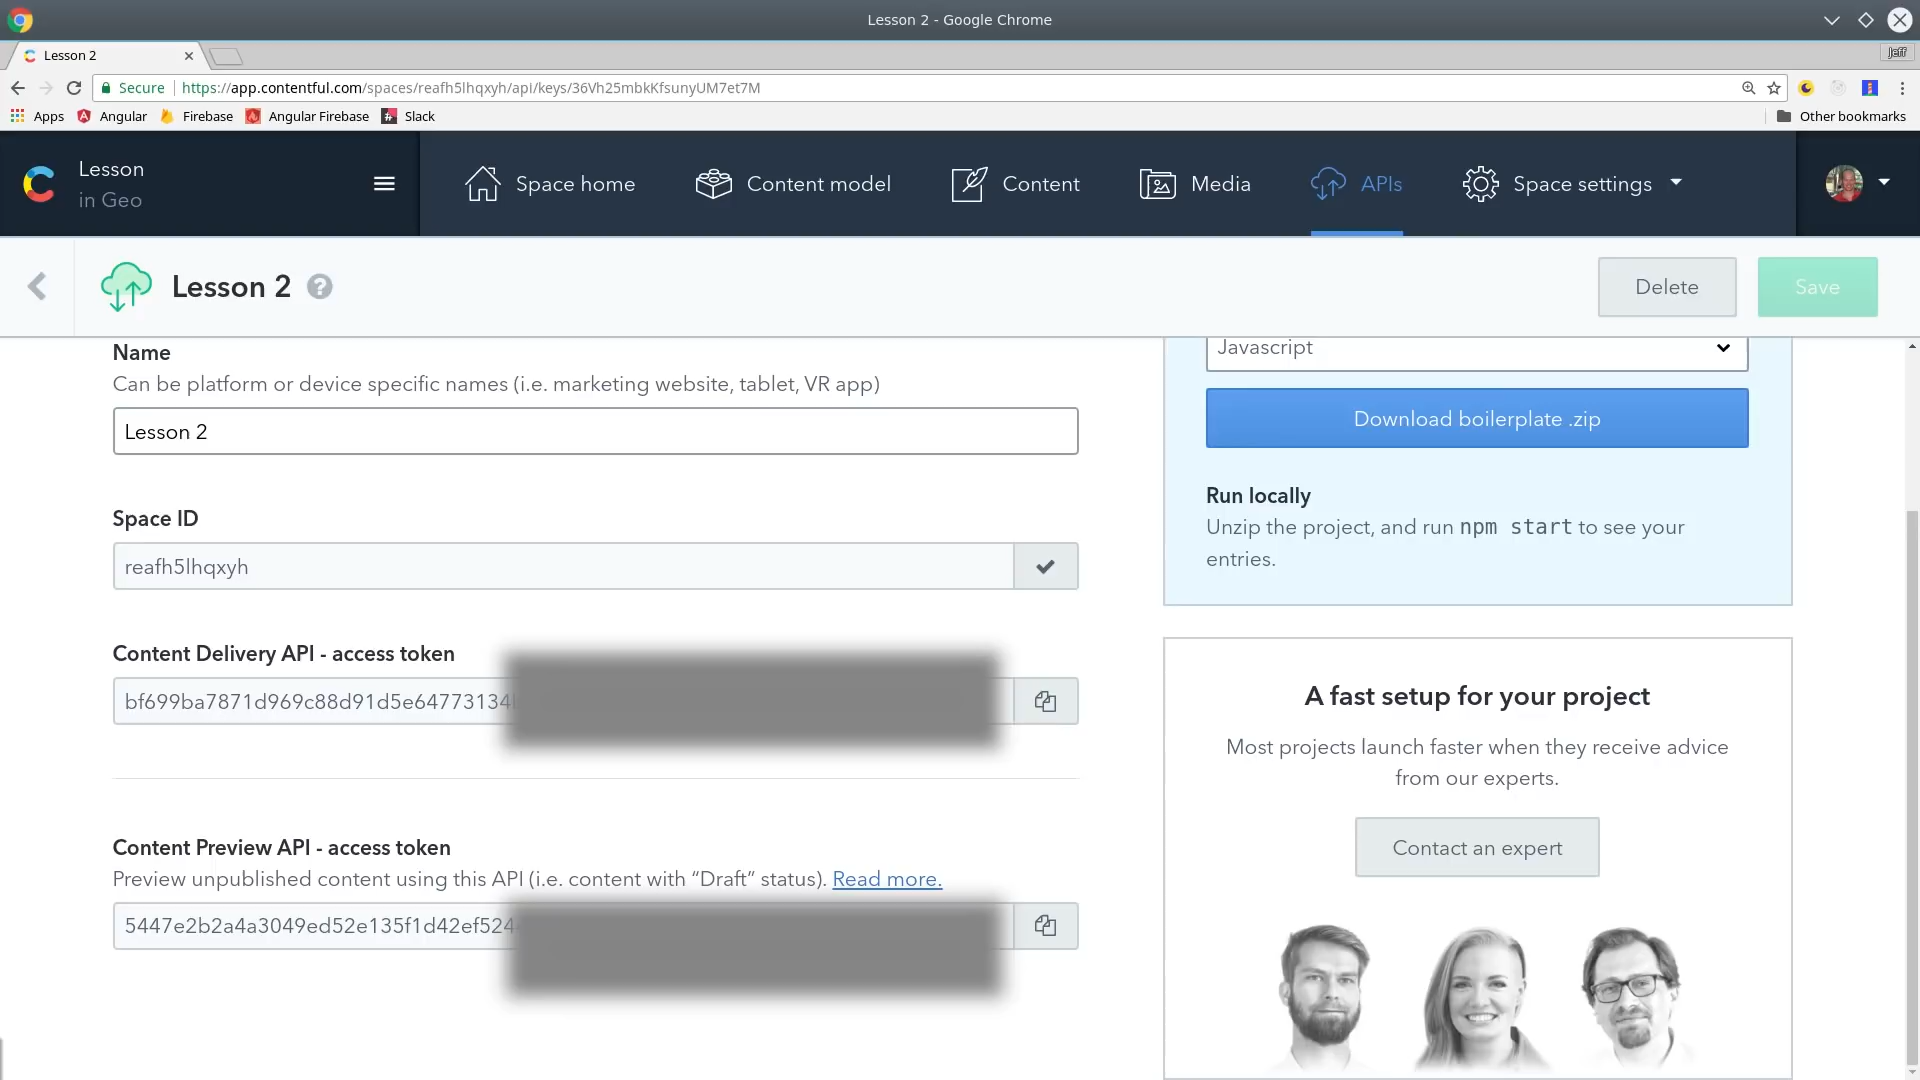 Lesson 2 - Google Chrome
Lesson 2
Jeff
Secure
https://app.contentful.com/spaces/reafh5lhqxyh/api/keys/36Vh25mbkKfsunyUM7et7M
Apps Angular Firebase Angular Firebase Slack Other bookmarks
Lesson
in Geo
Space home Content model Content Media APIs Space settings
Lesson 2 ?
Delete Save
Name
Can be platform or device specific names (i.e. marketing website, tablet, VR app)
Lesson 2
Space ID
reafh5lhqxyh
Content Delivery API - access token
bf699ba7871d969c88d91d5e64773134
Content Preview API - access token
Preview unpublished content using this API (i.e. content with “Draft” status). Read more.
5447e2b2a4a3049ed52e135f1d42ef524
Javascript
Download boilerplate .zip
Run locally
Unzip the project, and run npm start to see your
entries.
A fast setup for your project
Most projects launch faster when they receive advice
from our experts.
Contact an expert